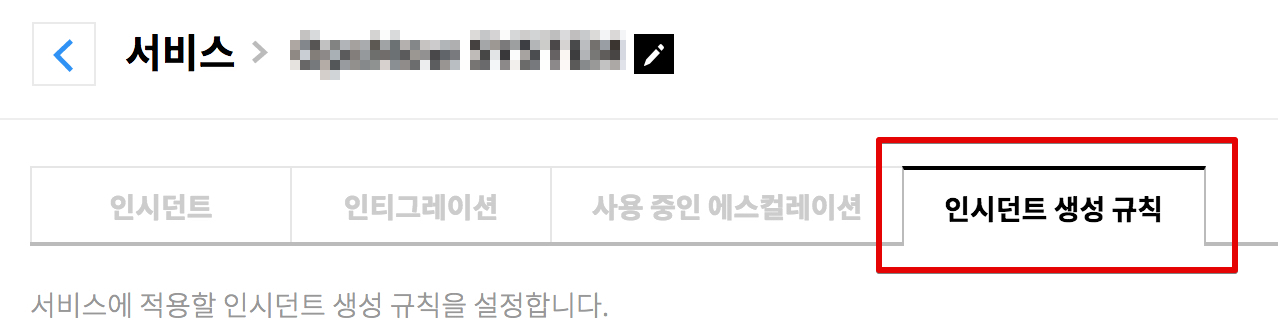 서비스 >
인시던트 인티그레이션 사용 중인 에스컬레이션 인시던트 생성 규칙
서비스에 적용할 인시던트 생성 규칙을 설정합니다.